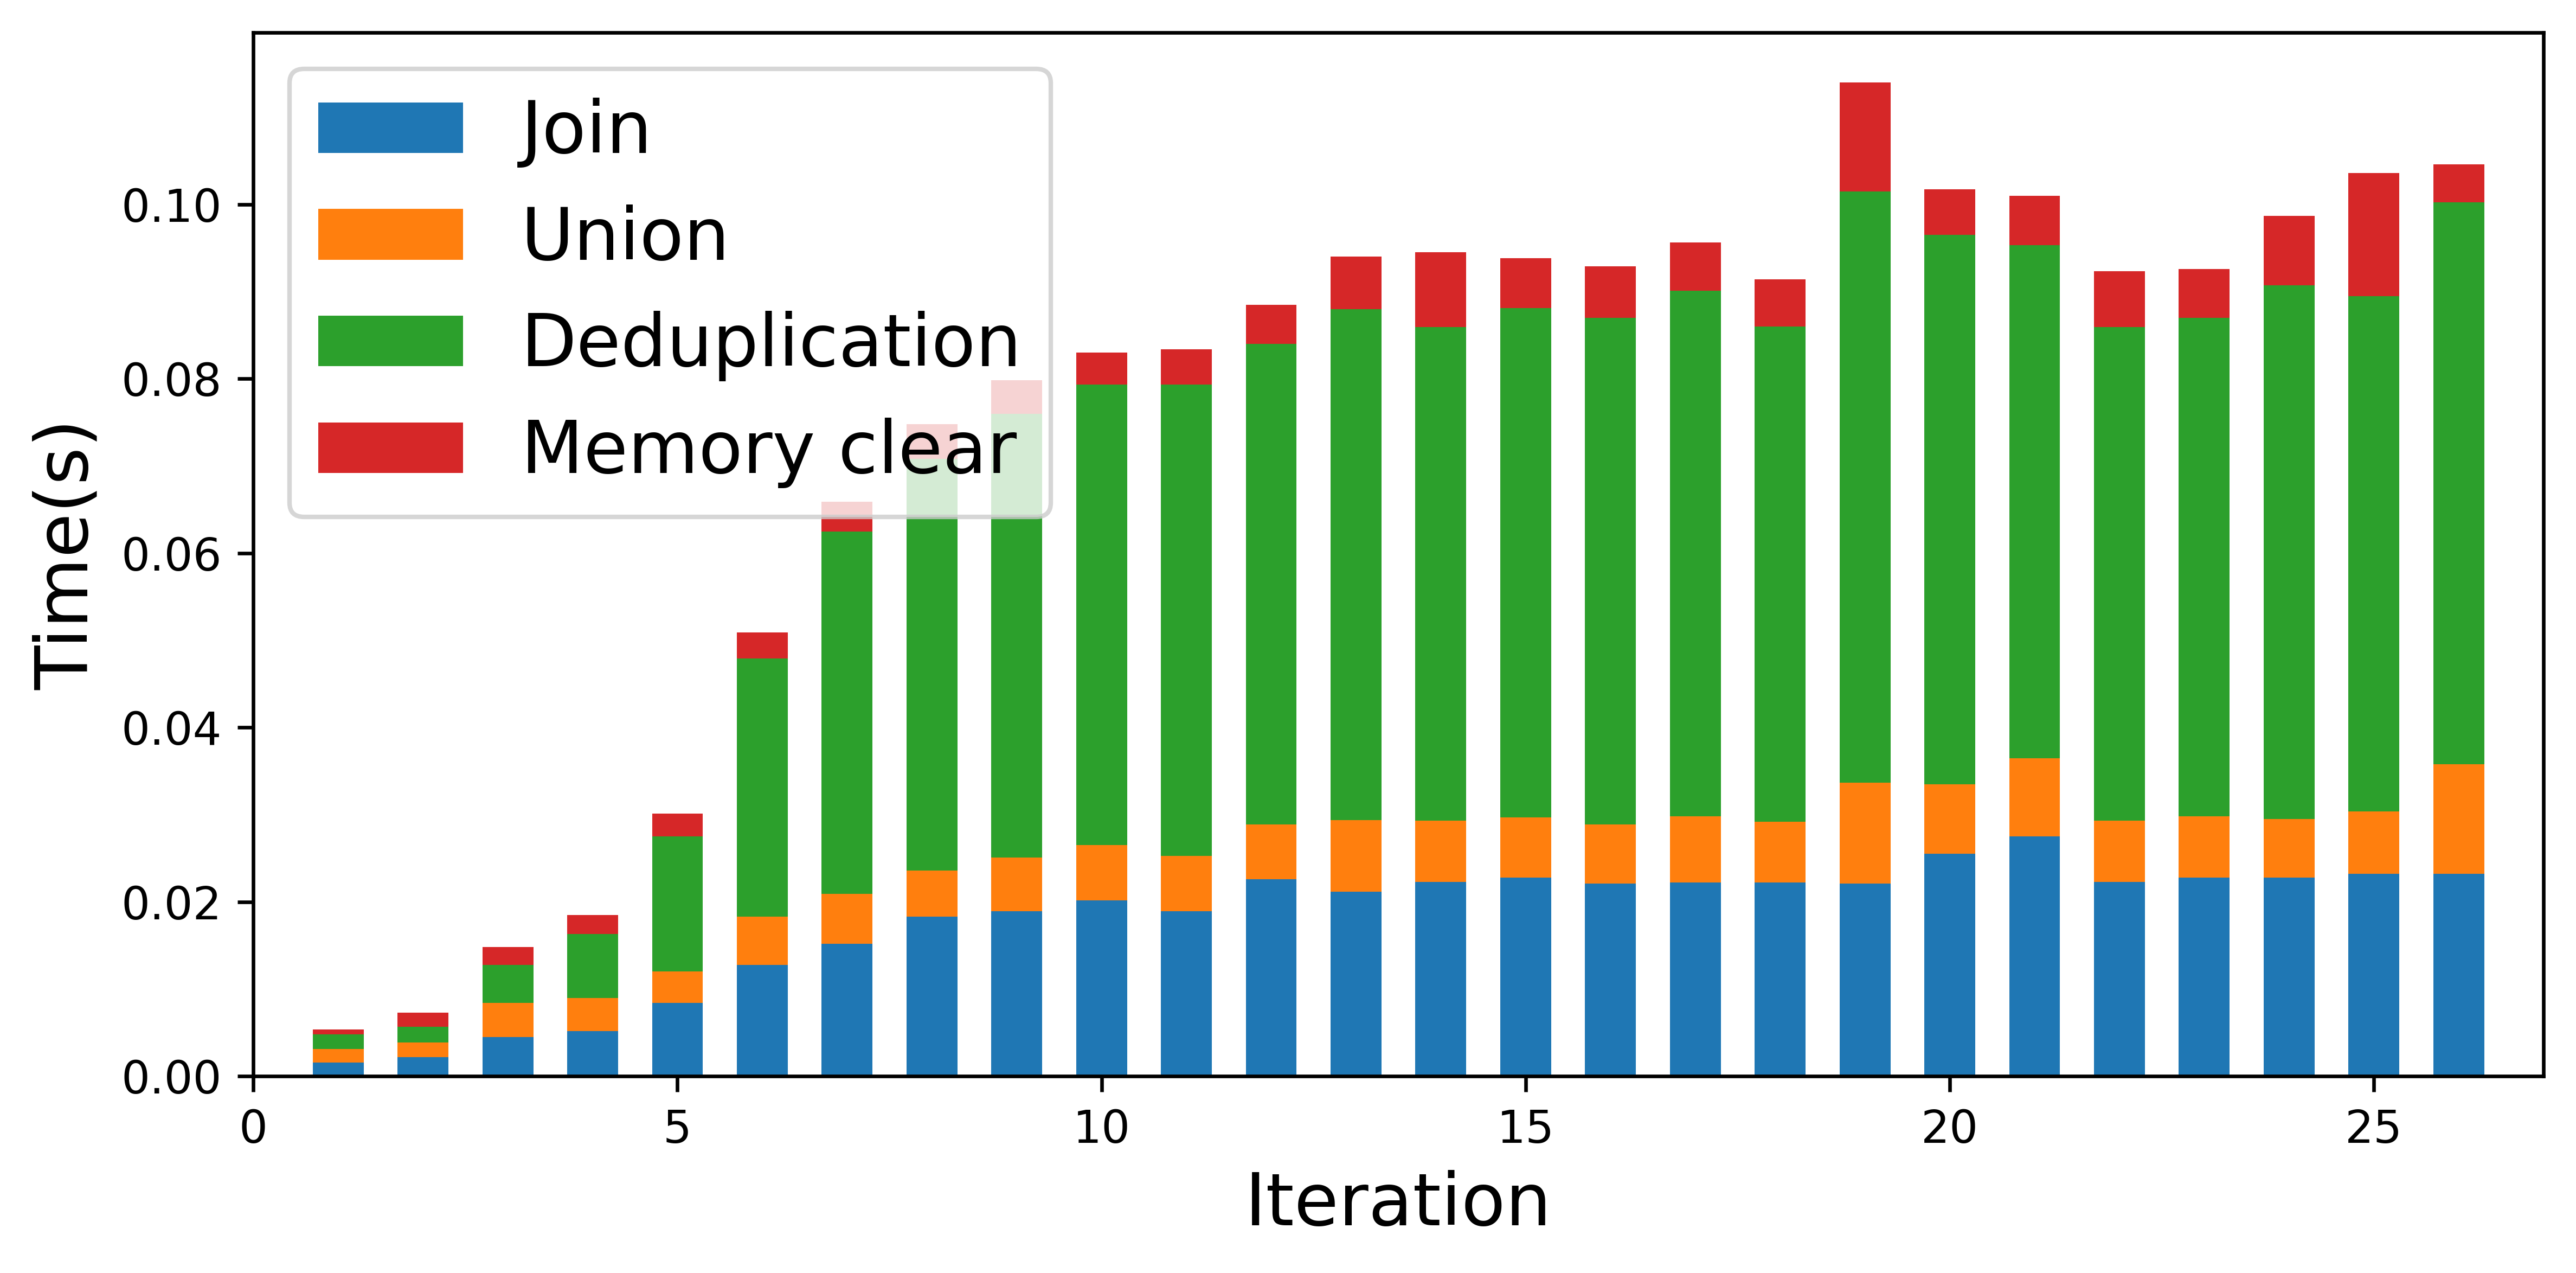 Join
Union
Deduplication
Memory clear
0.10
0.08
0.06
0.04
0.02
0.00
Time(s)
0 5 10 15 20 25
Iteration